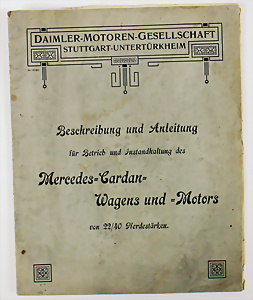 DAIMLER-MOTOREN-GESELLSCHAFT
STUTTGART-UNTERTÜRKHEIM
Beschreibung und Anleitung
für Betrieb und Instandhaltung des
Mercedes=Cardan=
Wagens und =Motors
von 22/40 Pferdestärken.